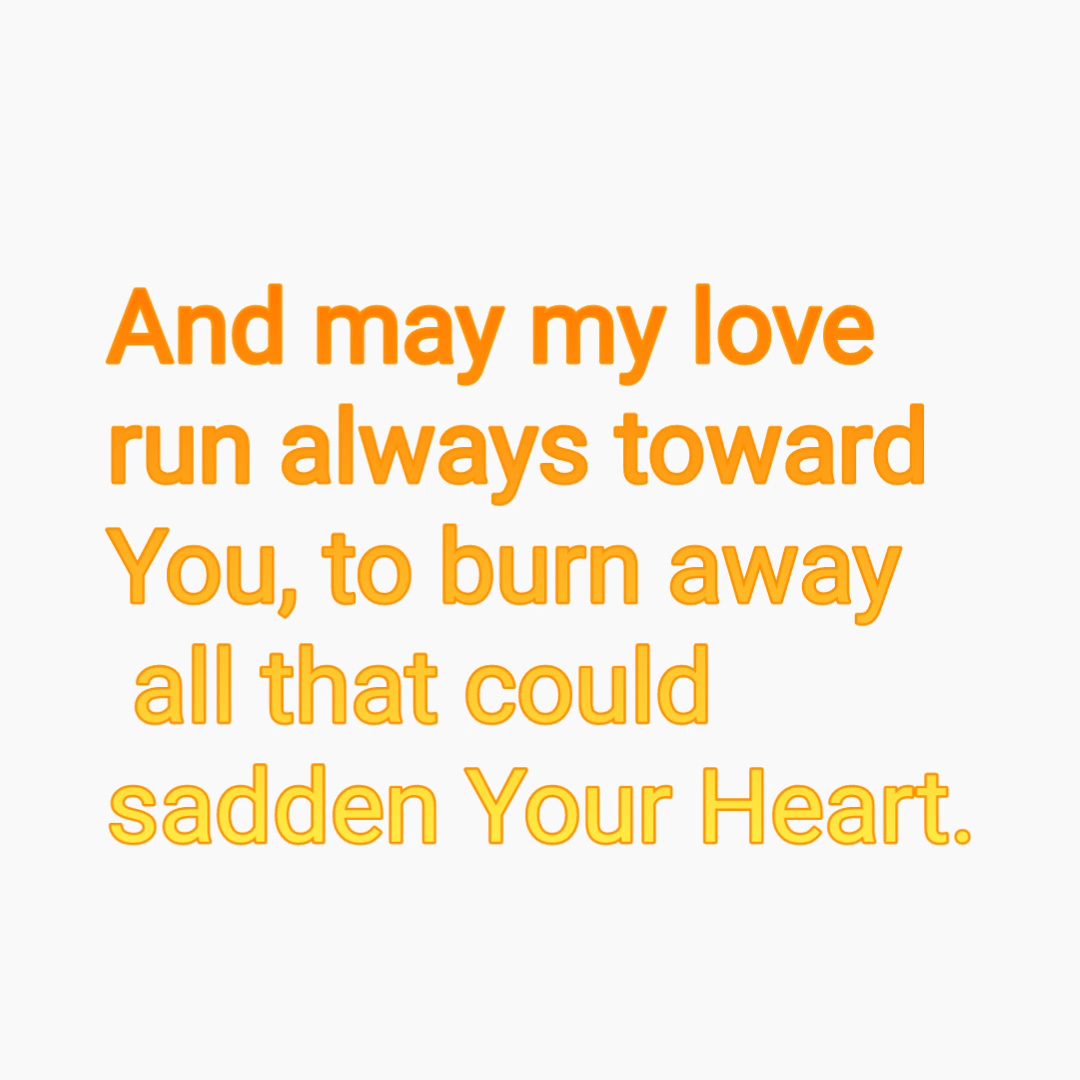 And may my love
run always toward
You, to burn away
all that could
sadden Your Heart.